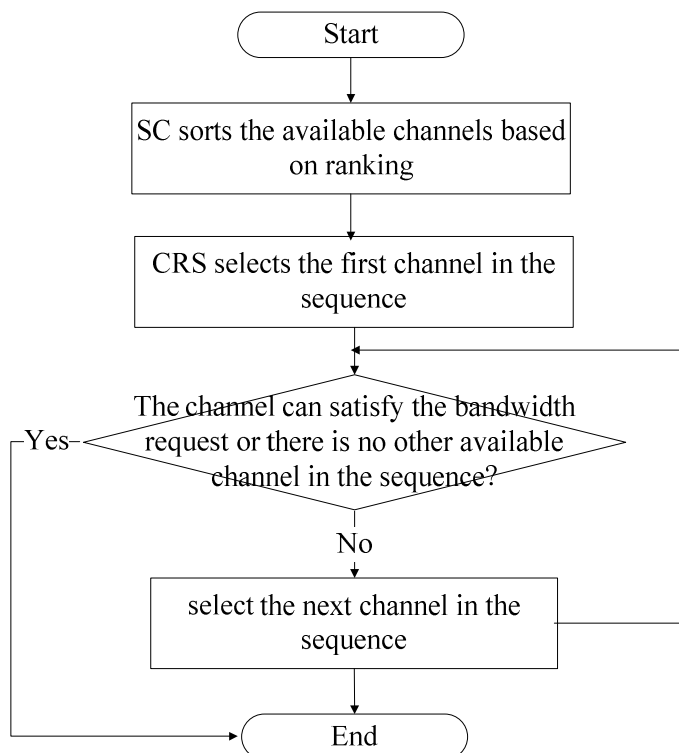 Start
SC sorts the available channels based
on ranking
CRS selects the first channel in the
sequence
The channel can satisfy the bandwidth
request or there is no other available
channel in the sequence?
Yes
No
select the next channel in the
sequence
End